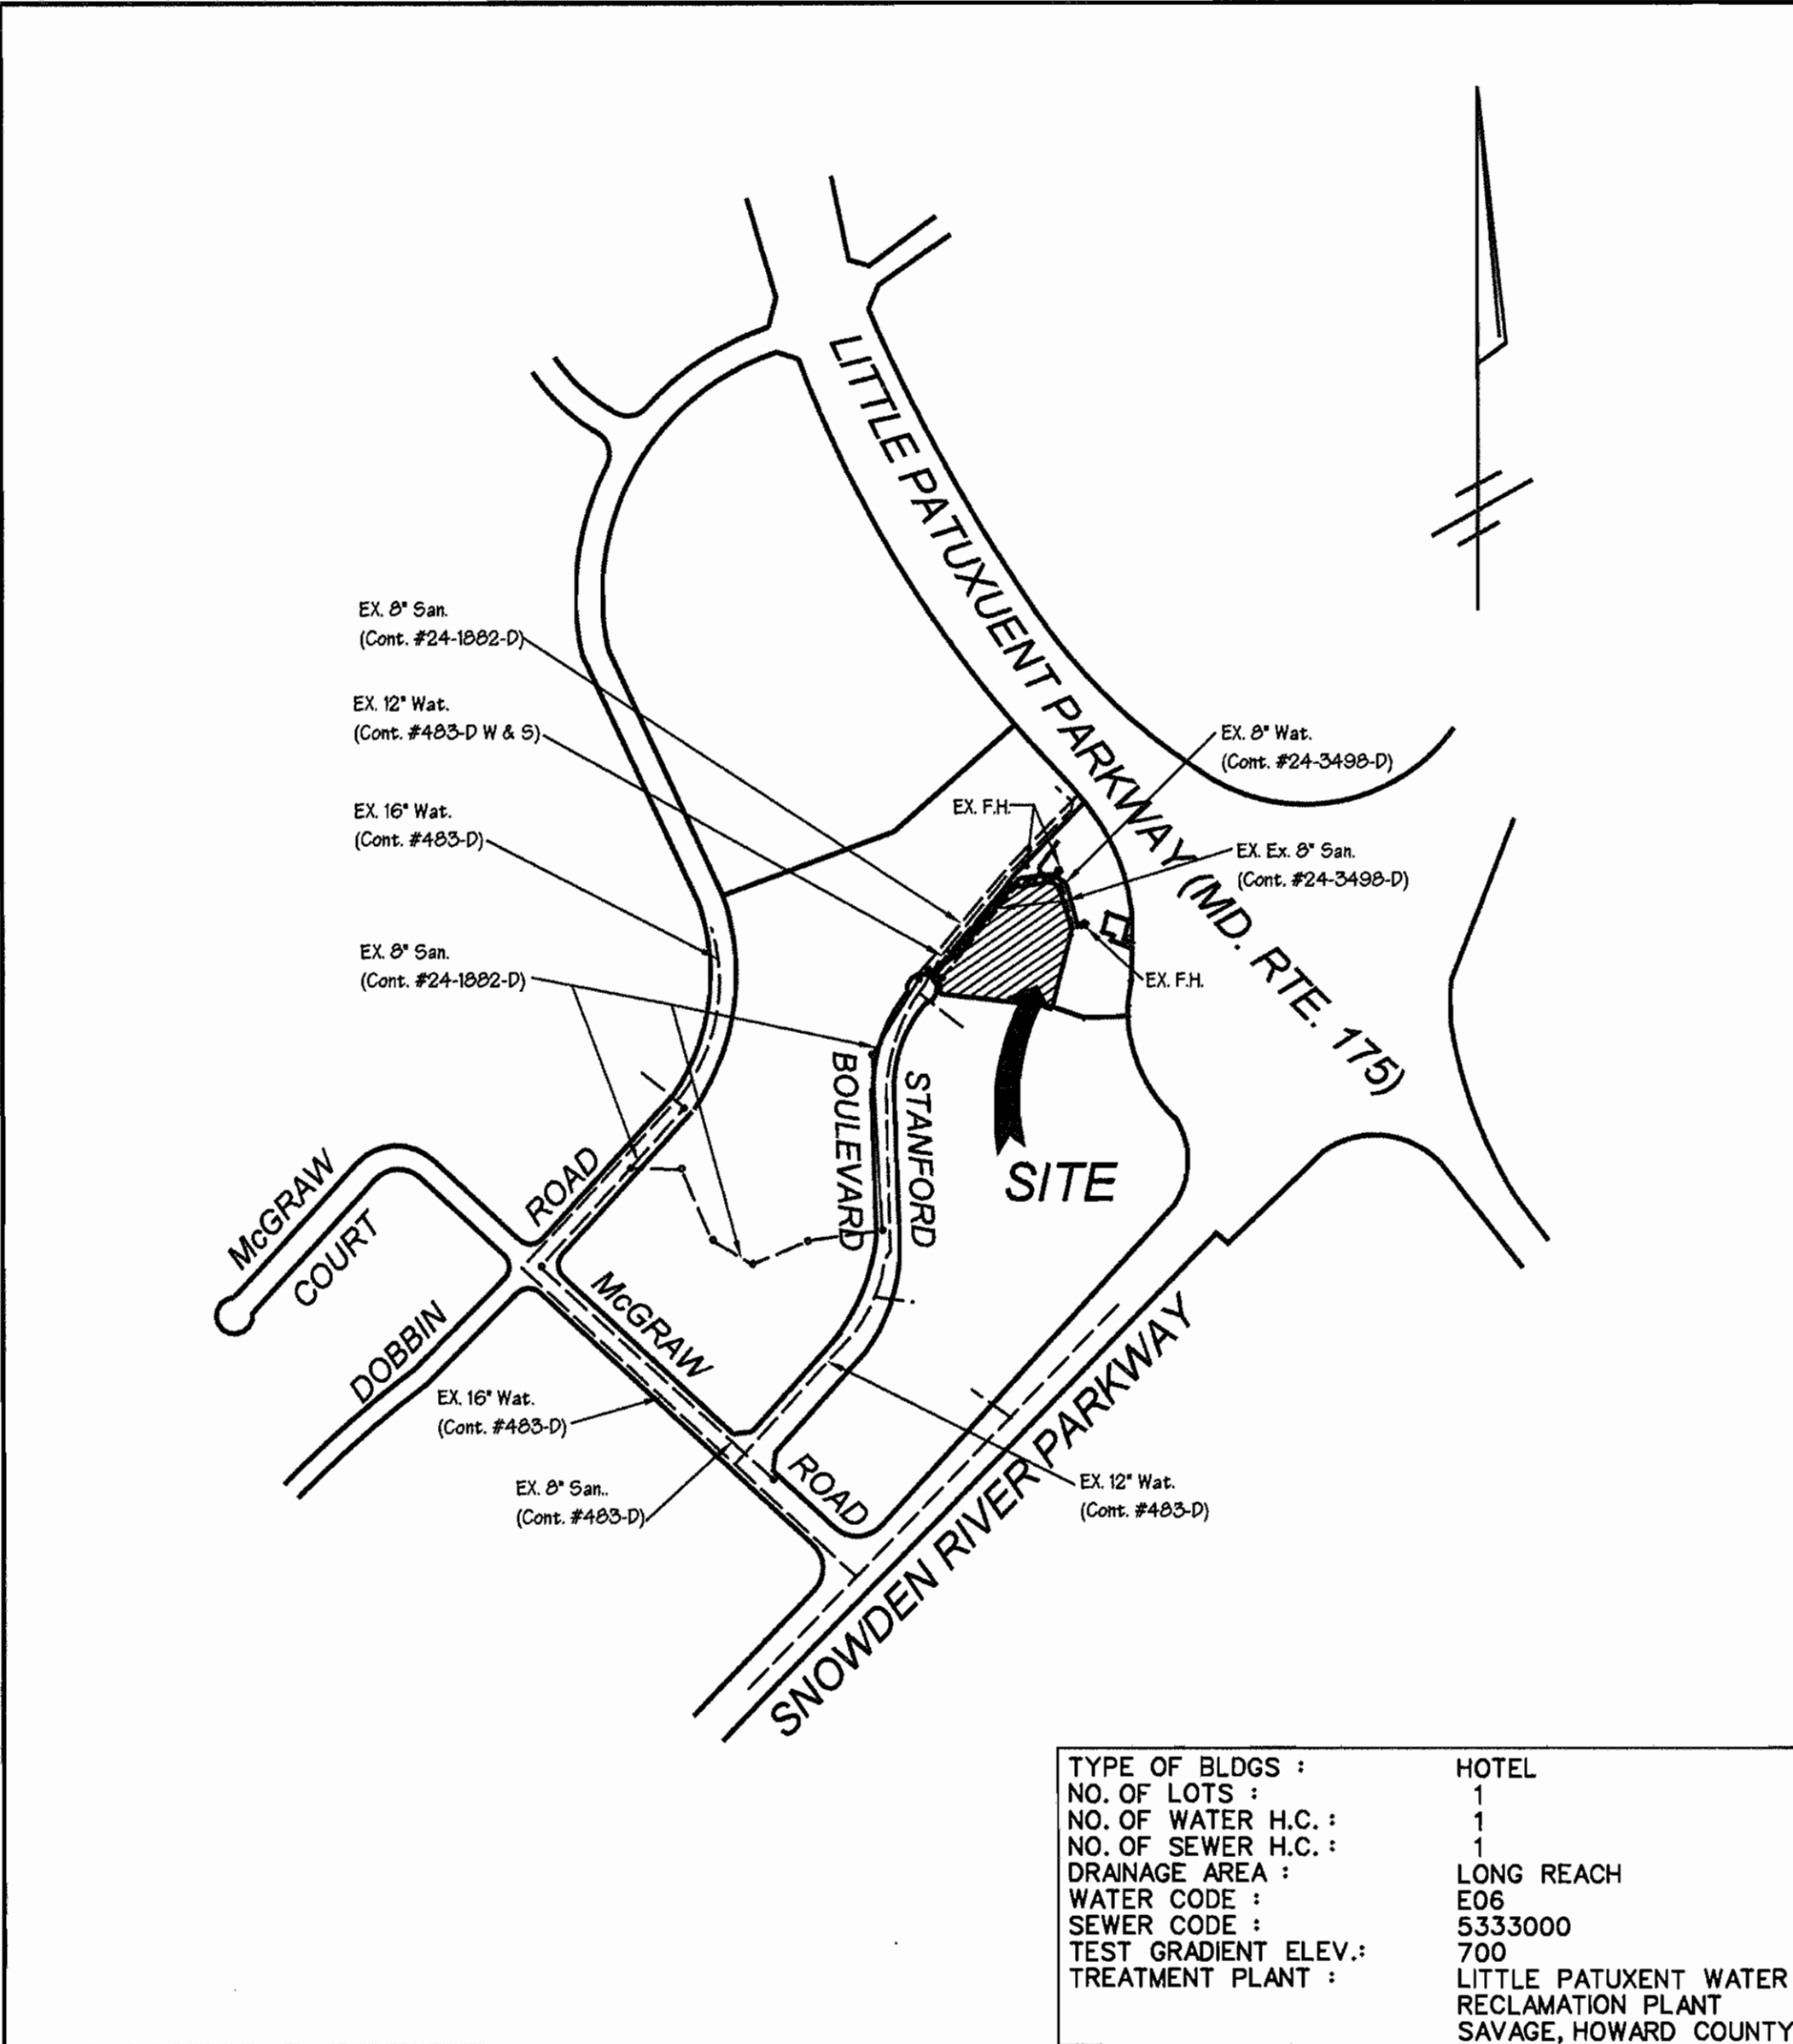 LITTLE PATUXUENT PARKWAY (MD. RTE. 175)
EX. 8" San.
(Cont. #24-1882-D)
EX. 12" Wat.
(Cont. #483-D W & S)
EX. 16" Wat.
(Cont. #483-D)
EX. 8" San.
(Cont. #24-1882-D)
EX. 8" Wat.
(Cont. #24-3498-D)
EX. F.H.
EX. Ex. 8" San.
(Cont. #24-3498-D)
EX. F.H.
STANFORD
BOULEVARD
SITE
McGRAW
COURT
DOBBIN
ROAD
McGRAW
ROAD
EX. 16" Wat.
(Cont. #483-D)
EX. 8" San..
(Cont. #483-D)
EX. 12" Wat.
(Cont. #483-D)
SNOWDEN RIVER PARKWAY
TYPE OF BLDGS : HOTEL
NO. OF LOTS : 1
NO. OF WATER H.C. : 1
NO. OF SEWER H.C. : 1
DRAINAGE AREA : LONG REACH
WATER CODE : E06
SEWER CODE : 5333000
TEST GRADIENT ELEV.: 700
TREATMENT PLANT : LITTLE PATUXENT WATER
RECLAMATION PLANT
SAVAGE, HOWARD COUNTY